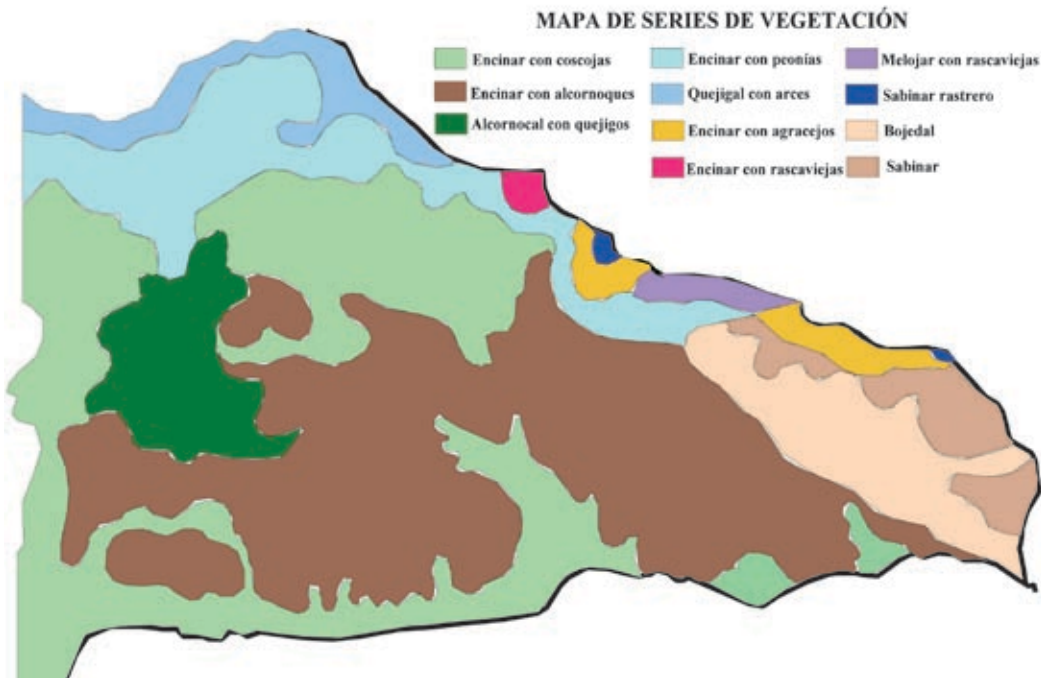 MAPA DE SERIES DE VEGETACIÓN
Encinar con coscojas
Encinar con alcornoques
Alcornocal con quejigos
Encinar con peonías
Quejigal con arces
Encinar con agracejos
Encinar con rascaviejas
Melojar con rascaviejas
Sabinar rastrero
Bojedal
Sabinar